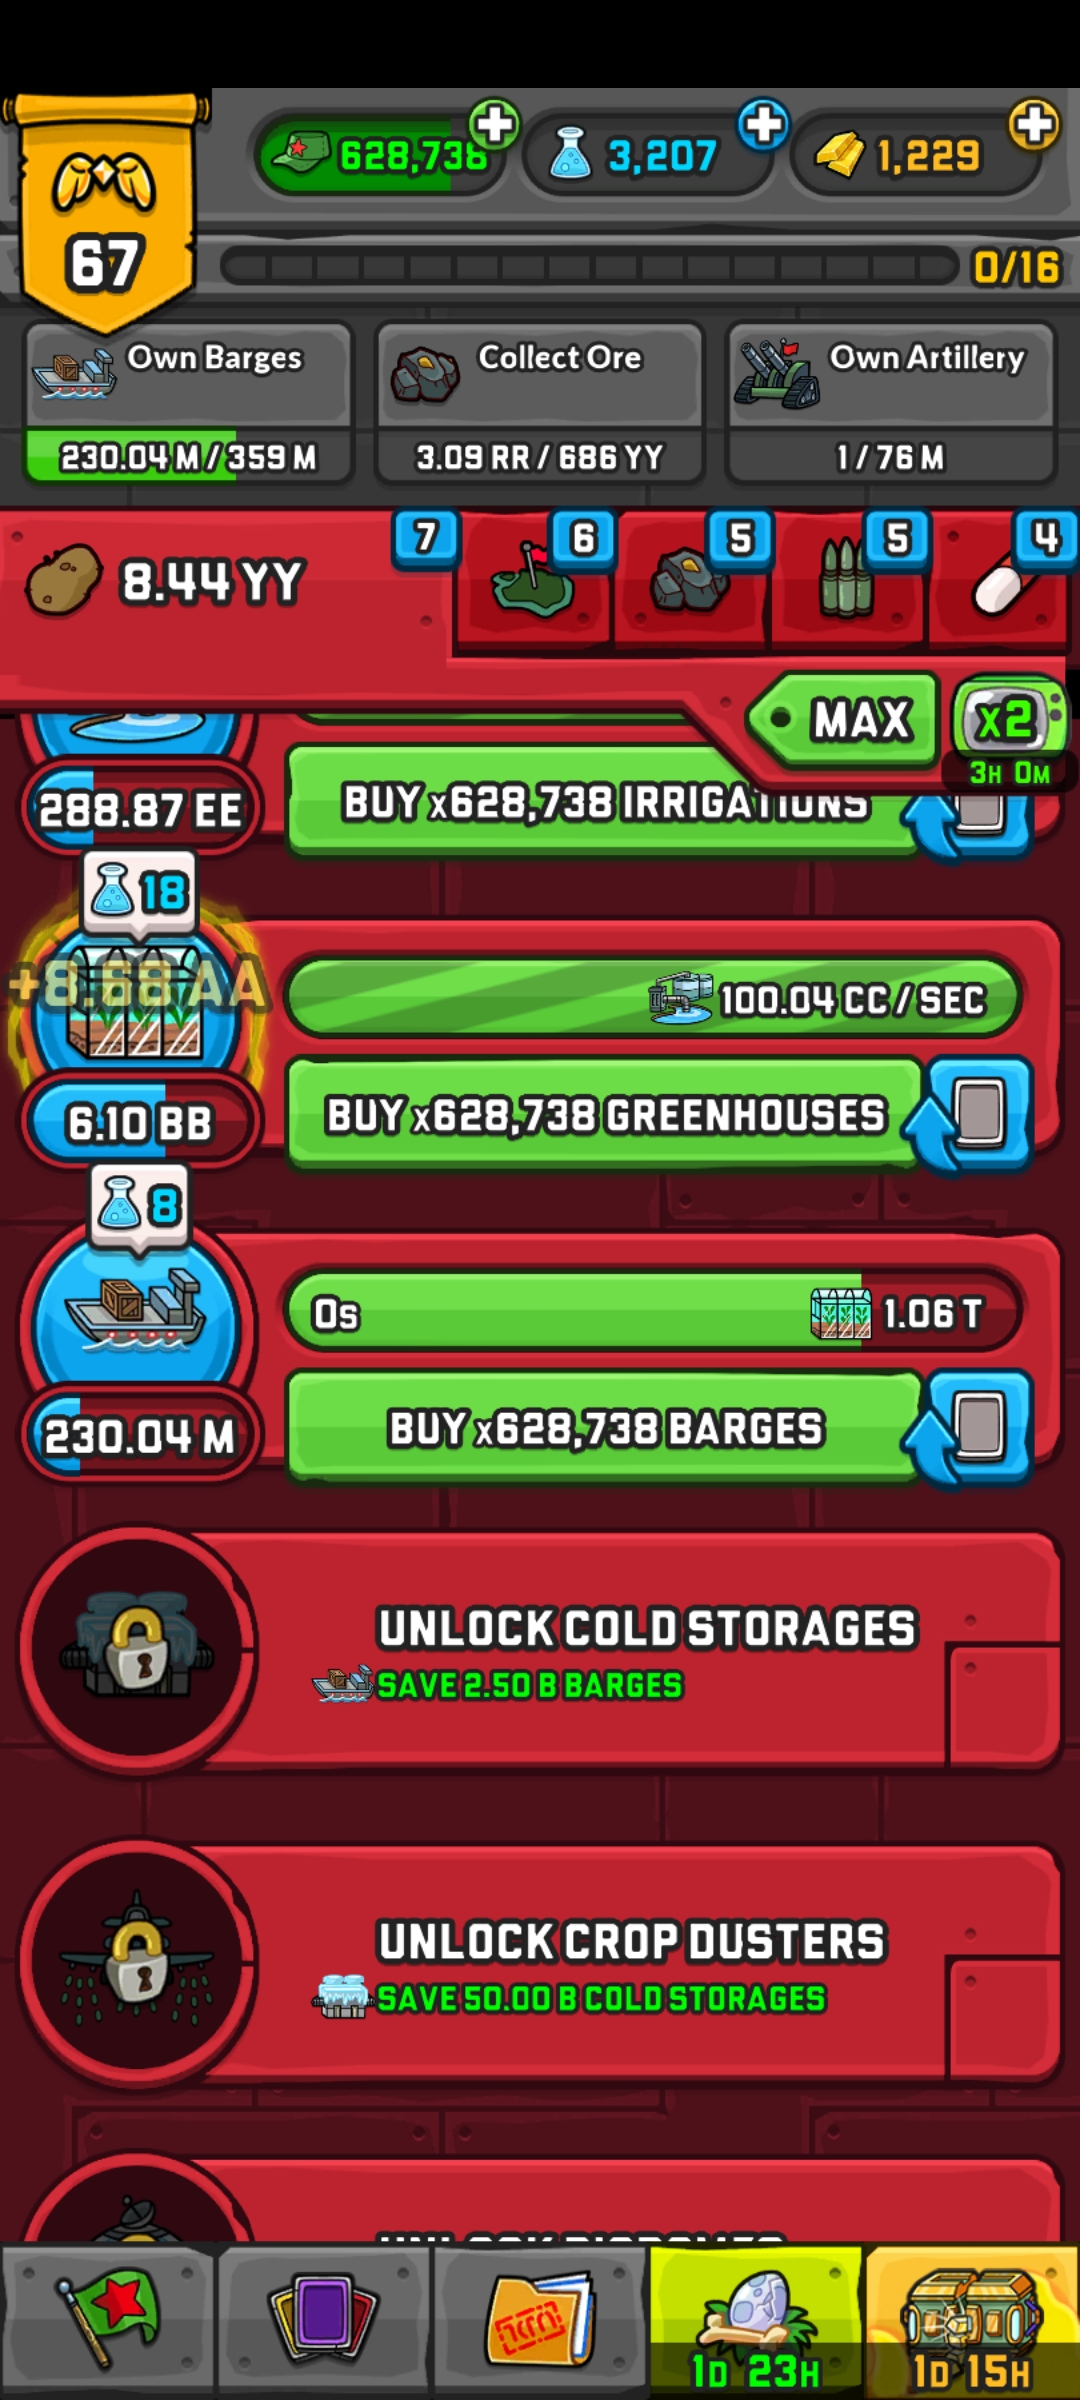 628,738
3,207
1,229
67
0/16
Own Barges
230.04 M / 359 M
Collect Ore
3.09 RR / 686 YY
Own Artillery
1 / 76 M
8.44 YY
7
6
5
5
4
MAX
x2
3H 0M
288.87 EE
BUY x628,738 IRRIGATIONS
18
+8.68 AA
100.04 CC / SEC
6.10 BB
BUY x628,738 GREENHOUSES
8
0s
1.06 T
230.04 M
BUY x628,738 BARGES
UNLOCK COLD STORAGES
SAVE 2.50 B BARGES
UNLOCK CROP DUSTERS
SAVE 50.00 B COLD STORAGES
UNLOCK
1D 23H
1D 15H